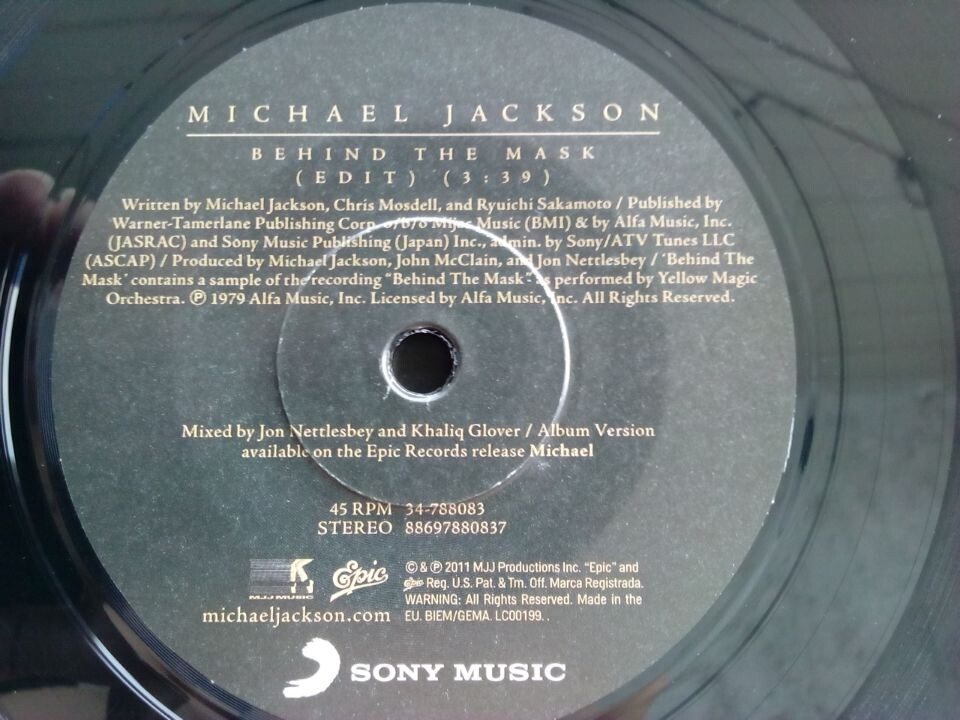 MICHAEL JACKSON
BEHIND THE MASK
(EDIT) (3:39)
Written by Michael Jackson, Chris Mosdell, and Ryuichi Sakamoto / Published by
Warner-Tamerlane Publishing Corp. o/b/o Mijac Music (BMI) & by Alfa Music, Inc.
(JASRAC) and Sony Music Publishing (Japan) Inc., admin. by Sony/ATV Tunes LLC
(ASCAP) / Produced by Michael Jackson, John McClain, and Jon Nettlesbey / ‘Behind The
Mask’ contains a sample of the recording “Behind The Mask” as performed by Yellow Magic
Orchestra. ℗ 1979 Alfa Music, Inc. Licensed by Alfa Music, Inc. All Rights Reserved.
Mixed by Jon Nettlesbey and Khaliq Glover / Album Version
available on the Epic Records release Michael
45 RPM 34-788083
STEREO 88697880837
MJJ MUSIC
Epic
michaeljackson.com
© & ℗ 2011 MJJ Productions Inc. “Epic” and
Epic Reg. U.S. Pat. & Tm. Off. Marca Registrada.
WARNING: All Rights Reserved. Made in the
EU. BIEM/GEMA. LC00199. .
SONY MUSIC